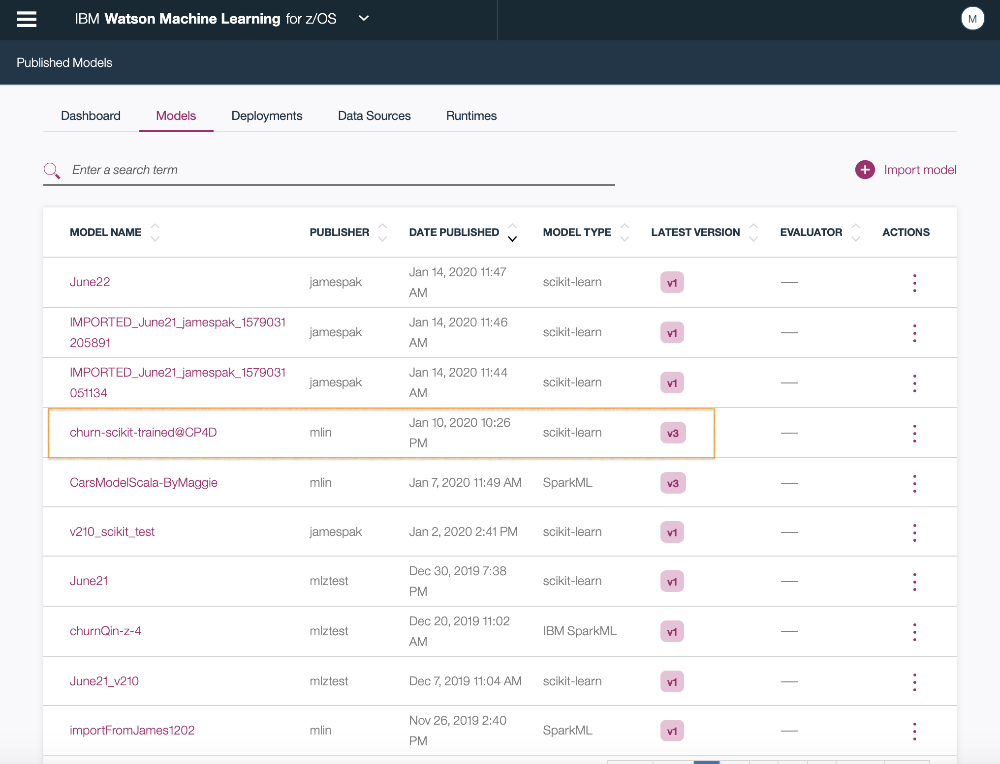 IBM Watson Machine Learning for z/OS
M
Published Models
Dashboard Models Deployments Data Sources Runtimes
Enter a search term
Import model
MODEL NAME PUBLISHER DATE PUBLISHED MODEL TYPE LATEST VERSION EVALUATOR ACTIONS
June22 jamespak Jan 14, 2020 11:47 AM scikit-learn v1 —
IMPORTED_June21_jamespak_1579031205891 jamespak Jan 14, 2020 11:46 AM scikit-learn v1 —
IMPORTED_June21_jamespak_1579031051134 jamespak Jan 14, 2020 11:44 AM scikit-learn v1 —
churn-scikit-trained@CP4D mlin Jan 10, 2020 10:26 PM scikit-learn v3 —
CarsModelScala-ByMaggie mlin Jan 7, 2020 11:49 AM SparkML v3 —
v210_scikit_test jamespak Jan 2, 2020 2:41 PM scikit-learn v1 —
June21 mlztest Dec 30, 2019 7:38 PM scikit-learn v1 —
churnQin-z-4 mlztest Dec 20, 2019 11:02 AM IBM SparkML v1 —
June21_v210 mlztest Dec 7, 2019 11:04 AM scikit-learn v1 —
importFromJames1202 mlin Nov 26, 2019 2:40 PM SparkML v1 —